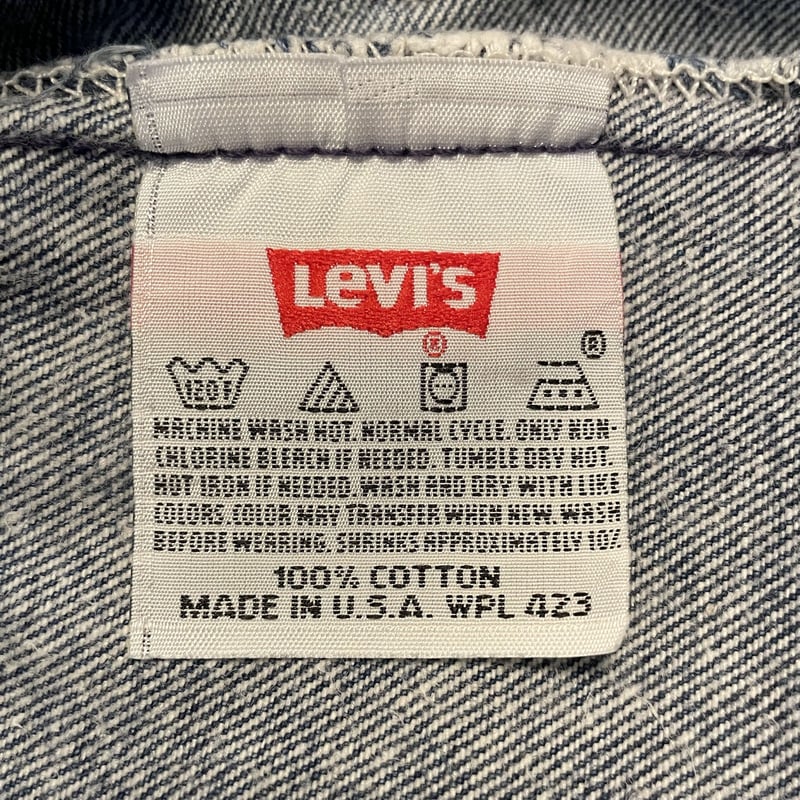 Levi's
®
®
120T
MACHINE WASH HOT. NORMAL CYCLE. ONLY NON-
CHLORINE BLEACH IF NEEDED. TUMBLE DRY HOT.
HOT IRON IF NEEDED. WASH AND DRY WITH LIKE
COLORS. COLOR MAY TRANSFER WHEN NEW. WASH
BEFORE WEARING. SHRINKS APPROXIMATELY 10%
100% COTTON
MADE IN U.S.A. WPL 423